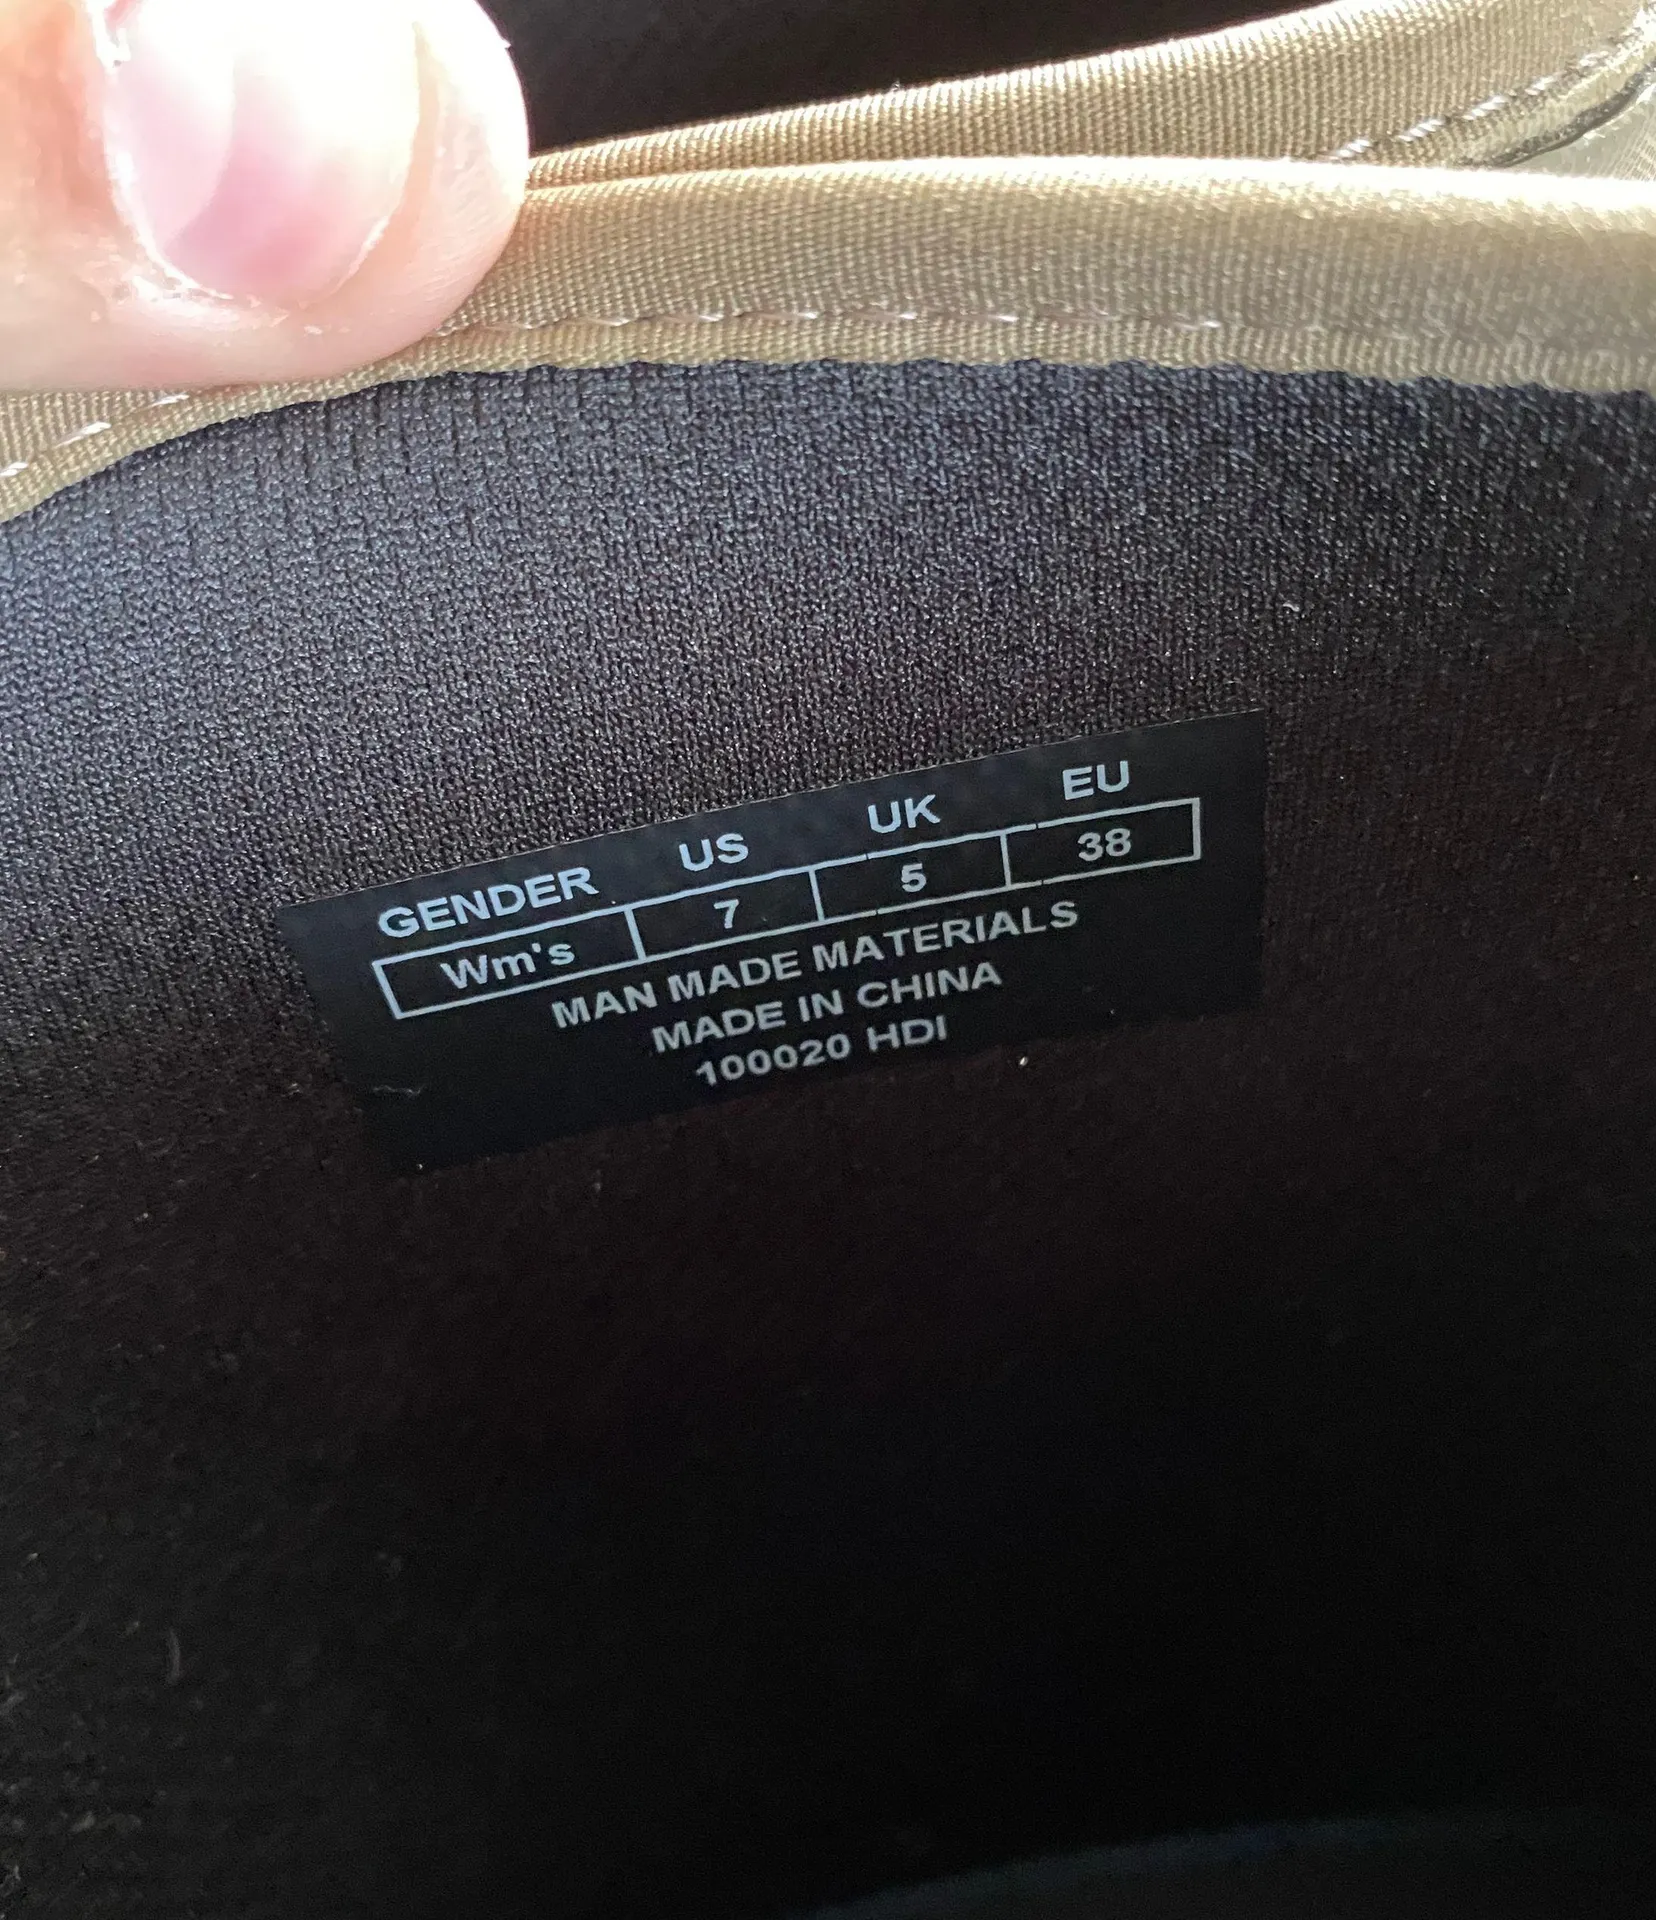 GENDER US UK EU
Wm's 7 5 38
MAN MADE MATERIALS
MADE IN CHINA
100020 HDI